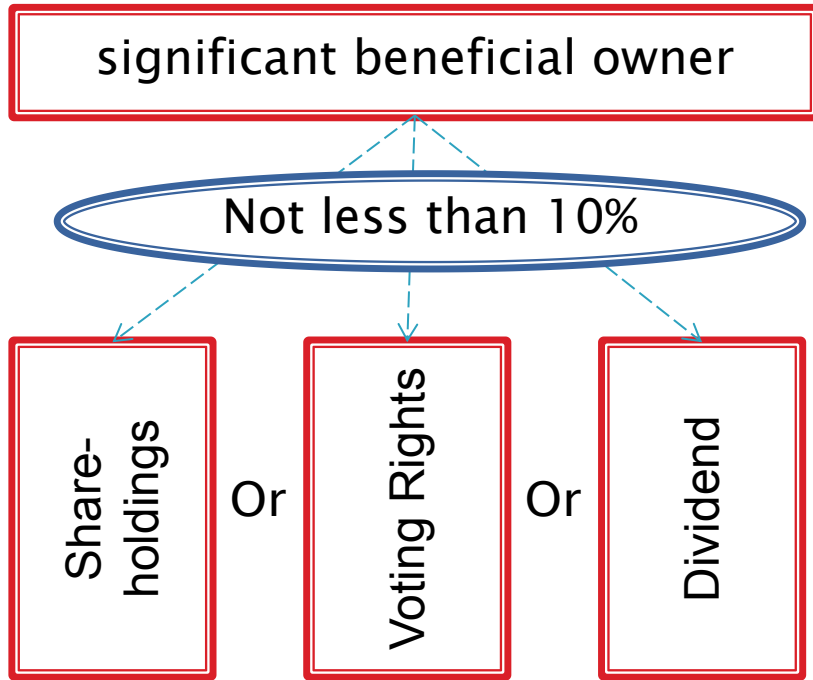 significant beneficial owner
Not less than 10%
Share-
holdings
Or
Voting Rights
Or
Dividend